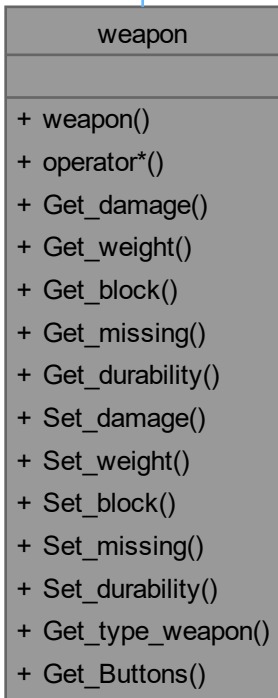 weapon
+ weapon()
+ operator*()
+ Get_damage()
+ Get_weight()
+ Get_block()
+ Get_missing()
+ Get_durability()
+ Set_damage()
+ Set_weight()
+ Set_block()
+ Set_missing()
+ Set_durability()
+ Get_type_weapon()
+ Get_Buttons()